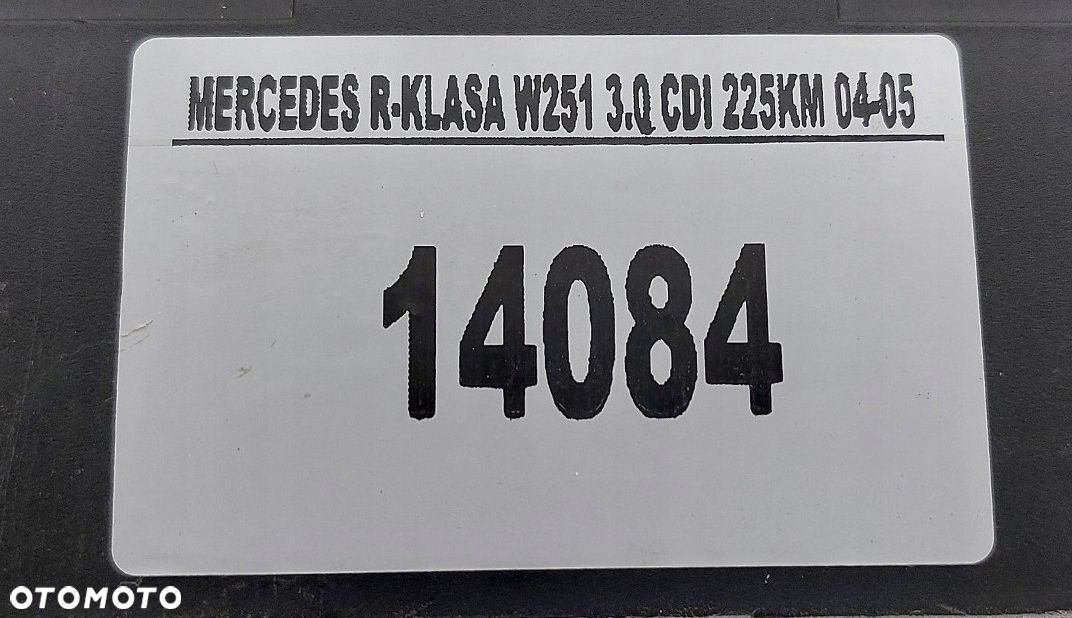 MERCEDES R-KLASA W251 3.0 CDI 225KM 04-05
14084
OTOMOTO